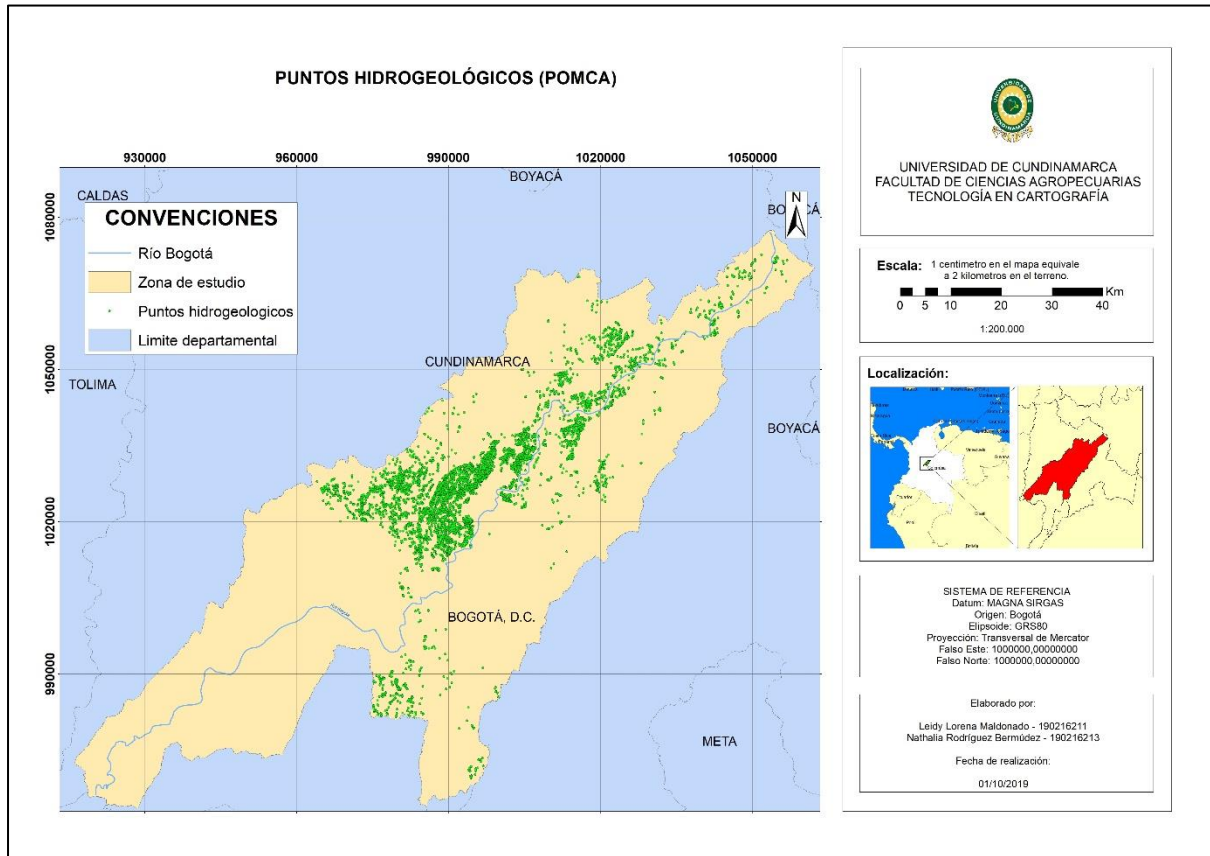 PUNTOS HIDROGEOLÓGICOS (POMCA)
930000 960000 990000 1020000 1050000
1080000
1050000
1020000
990000
CALDAS
BOYACÁ
BOYACÁ
N
CONVENCIONES
Río Bogotá
Zona de estudio
Puntos hidrogeologicos
Limite departamental
TOLIMA
CUNDINAMARCA
BOYACÁ
BOGOTÁ, D.C.
META
UNIVERSIDAD DE CUNDINAMARCA
UNIVERSIDAD DE CUNDINAMARCA
FACULTAD DE CIENCIAS AGROPECUARIAS
TECNOLOGÍA EN CARTOGRAFÍA
Escala: 1 centimetro en el mapa equivale
a 2 kilometros en el terreno.
Km
0 5 10 20 30 40
1:200.000
Localización:
SISTEMA DE REFERENCIA
Datum: MAGNA SIRGAS
Origen: Bogotá
Elipsoide: GRS80
Proyección: Transversal de Mercator
Falso Este: 1000000,00000000
Falso Norte: 1000000,00000000
Elaborado por:
Leidy Lorena Maldonado - 190216211
Nathalia Rodríguez Bermúdez - 190216213
Fecha de realización:
01/10/2019